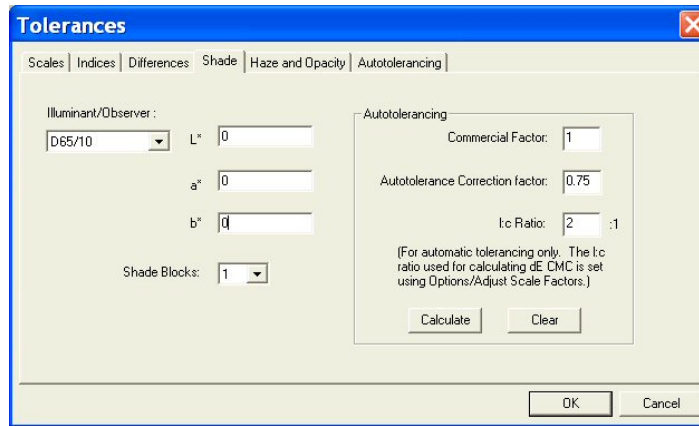 Tolerances
Scales Indices Differences Shade Haze and Opacity Autotolerancing
Illuminant/Observer :
D65/10
L* 0
a* 0
b* 0
Shade Blocks: 1
Autotolerancing
Commercial Factor: 1
Autotolerance Correction factor: 0.75
l:c Ratio: 2 :1
(For automatic tolerancing only. The l:c
ratio used for calculating dE CMC is set
using Options/Adjust Scale Factors.)
Calculate Clear
OK Cancel